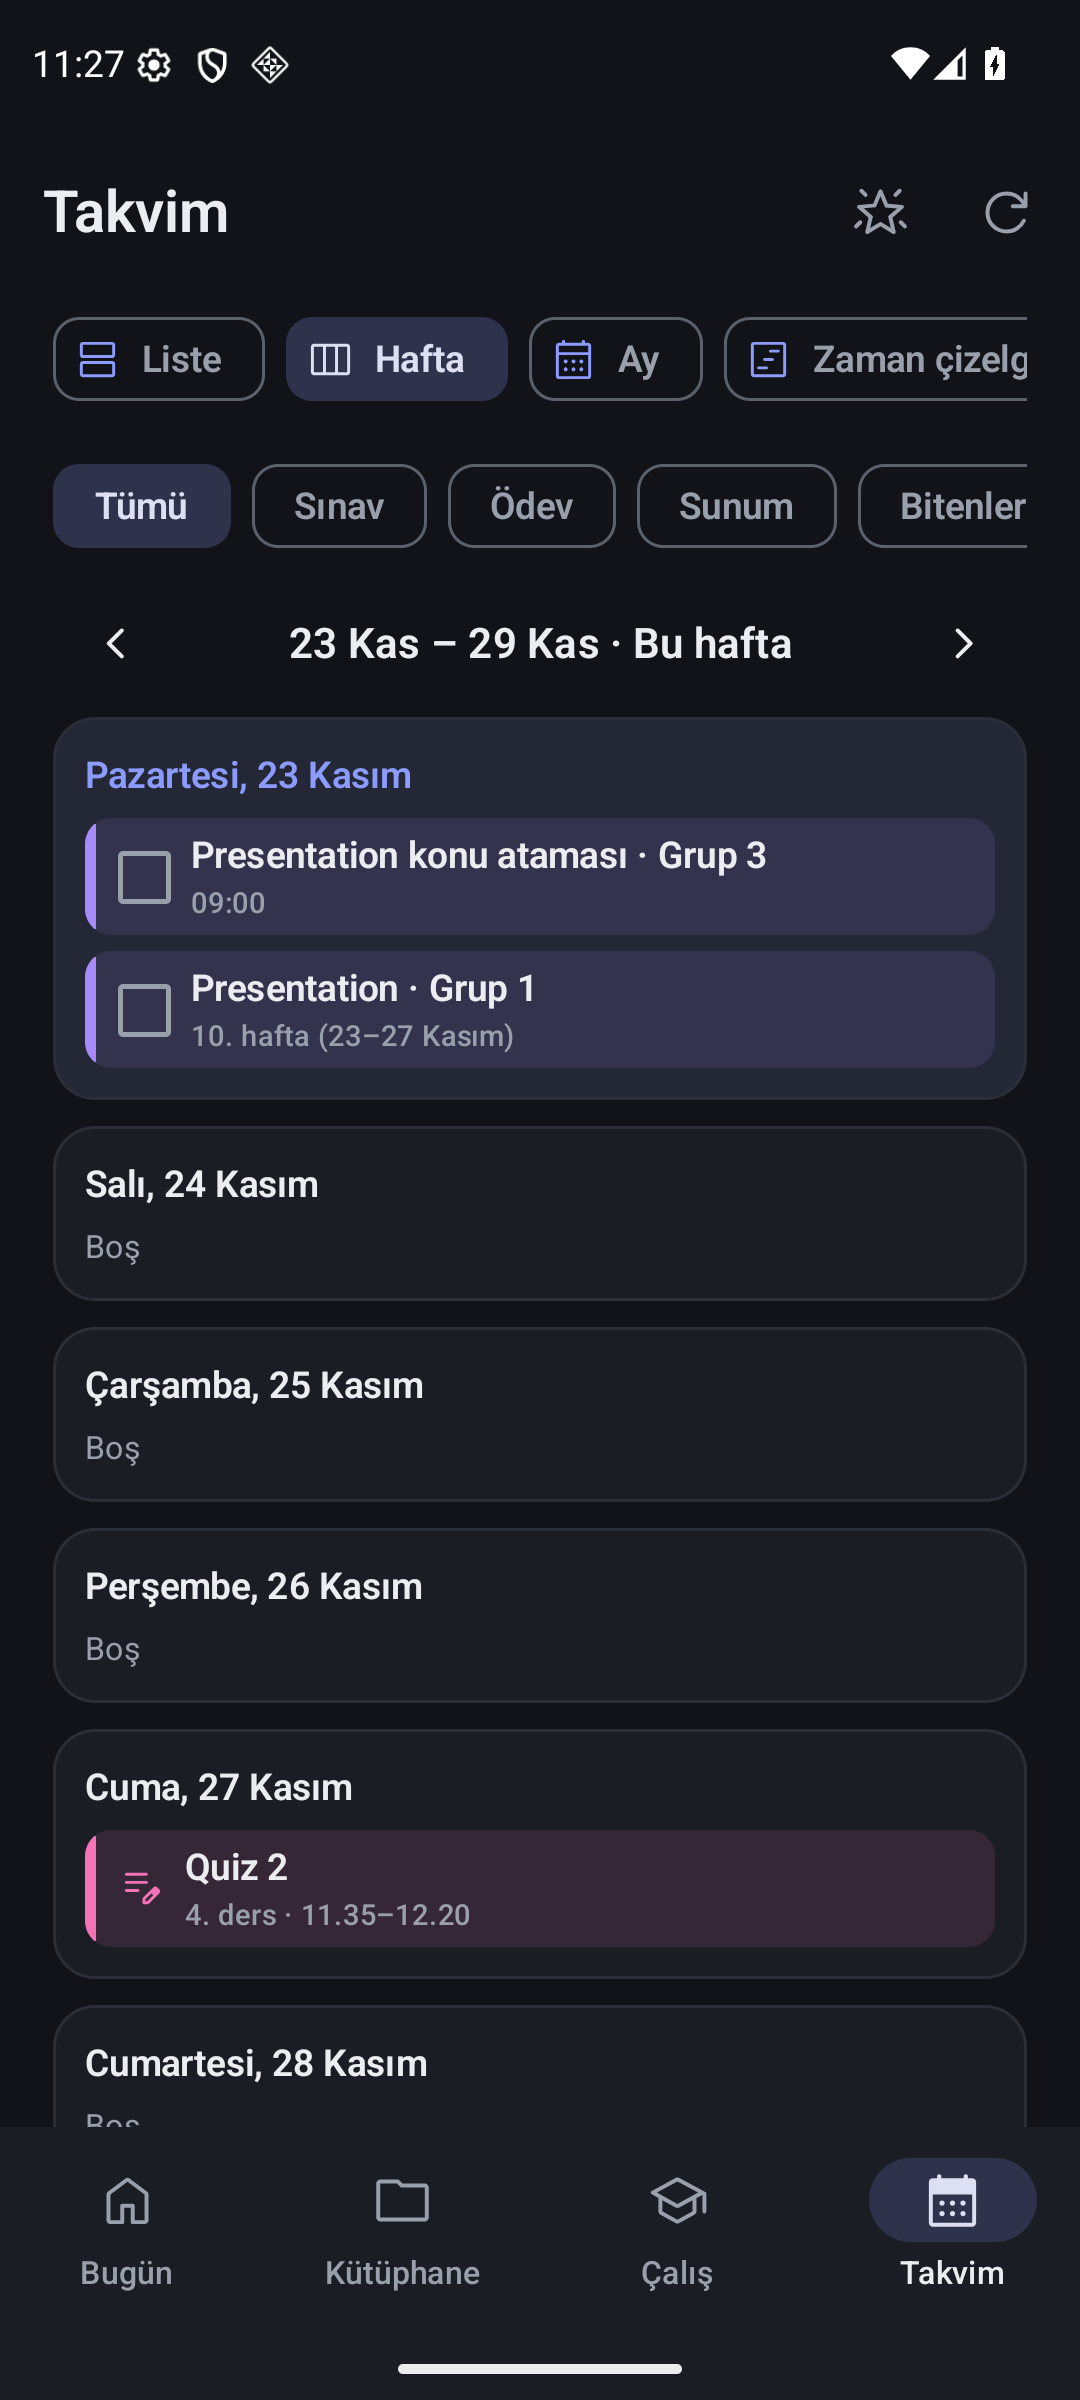 11:27
Takvim
Liste
Hafta
Ay
Zaman çizelg
Tümü
Sınav
Ödev
Sunum
Bitenler
23 Kas – 29 Kas · Bu hafta
Pazartesi, 23 Kasım
Presentation konu ataması · Grup 3
09:00
Presentation · Grup 1
10. hafta (23–27 Kasım)
Salı, 24 Kasım
Boş
Çarşamba, 25 Kasım
Boş
Perşembe, 26 Kasım
Boş
Cuma, 27 Kasım
Quiz 2
4. ders · 11.35–12.20
Cumartesi, 28 Kasım
Boş
Bugün
Kütüphane
Çalış
Takvim